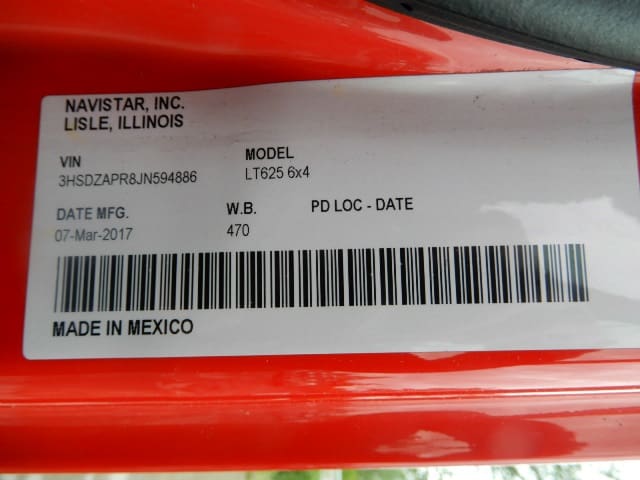 NAVISTAR, INC.
LISLE, ILLINOIS
VIN MODEL
3HSDZAPR8JN594886 LT625 6x4
DATE MFG. W.B. PD LOC - DATE
07-Mar-2017 470
MADE IN MEXICO